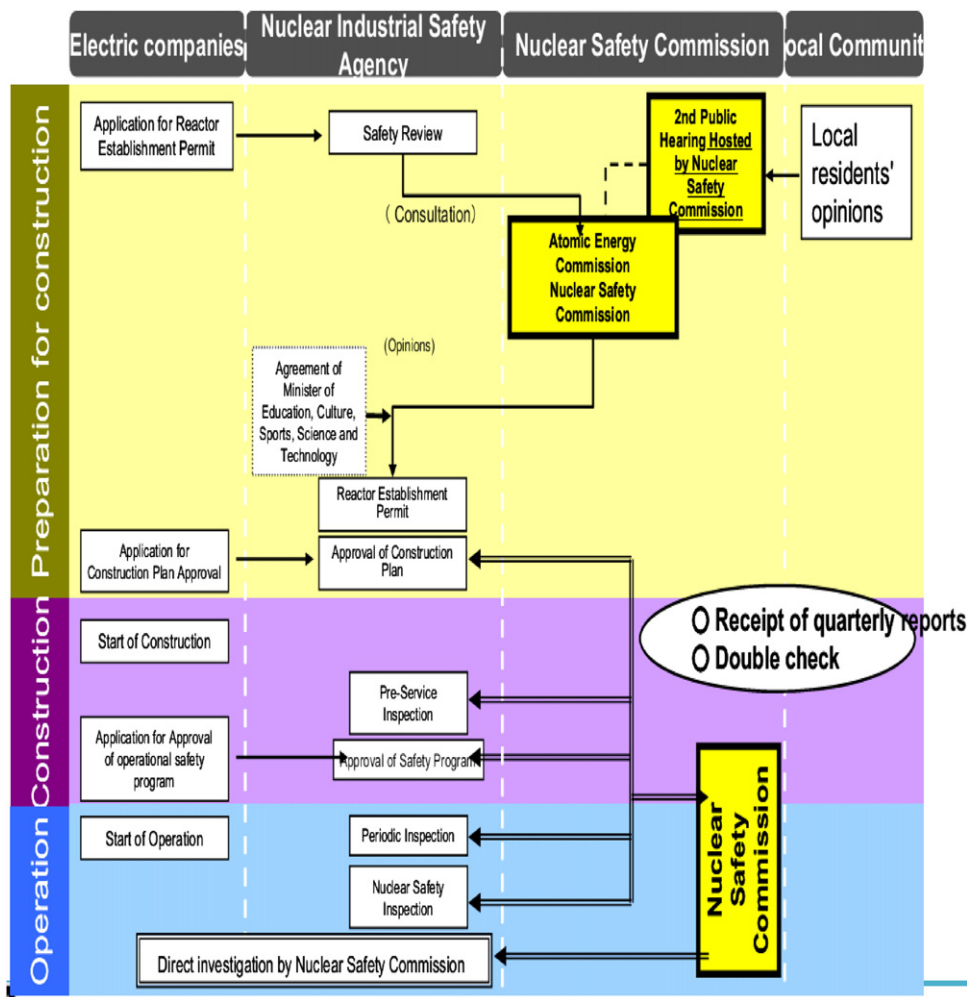 Electric companies
Nuclear Industrial Safety
Agency
Nuclear Safety Commission
ocal Communit
Preparation for construction
Application for Reactor
Establishment Permit
Safety Review
2nd Public
Hearing Hosted
by Nuclear
Safety
Commission
Local
residents'
opinions
( Consultation)
Atomic Energy
Commission
Nuclear Safety
Commission
(Opinions)
Agreement of
Minister of
Education, Culture,
Sports, Science and
Technology
Reactor Establishment
Permit
Application for
Construction Plan Approval
Approval of Construction
Plan
Construction
Start of Construction
Receipt of quarterly reports
Double check
Pre-Service
Inspection
Application for Approval
of operational safety
program
Approval of Safety Program
Operation
Start of Operation
Periodic Inspection
Nuclear Safety
Inspection
Nuclear
Safety
Commission
Direct investigation by Nuclear Safety Commission